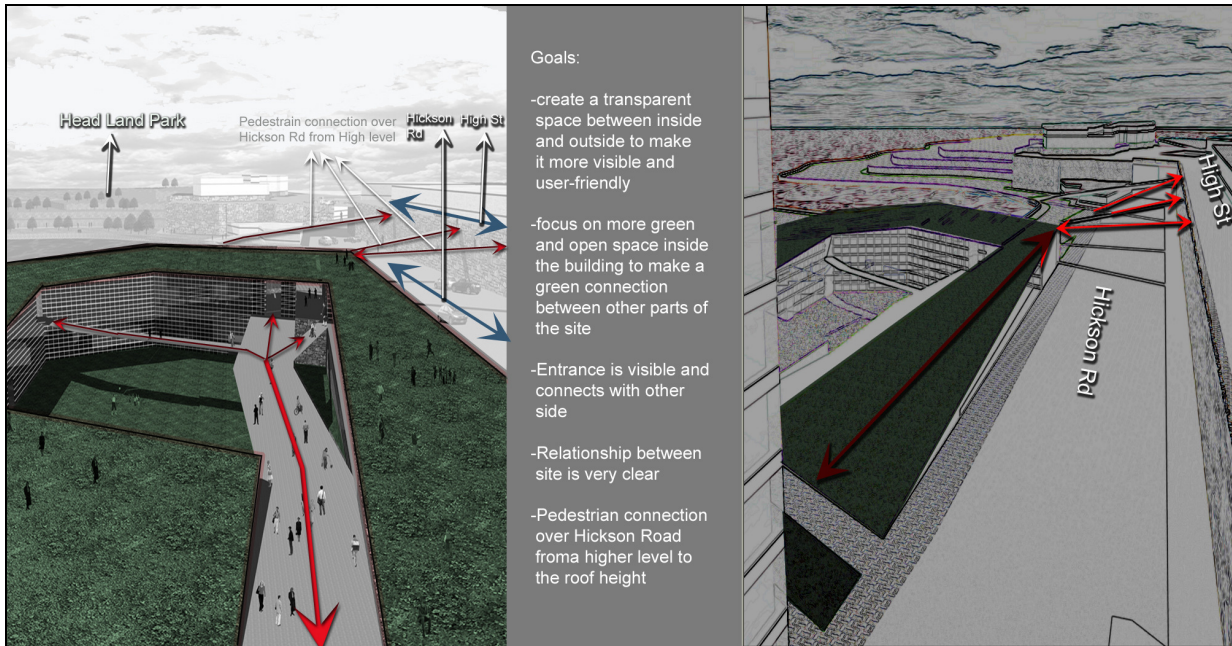 Head Land Park
Pedestrain connection over
Hickson Rd from High level
Hickson
Rd
High St
Goals:
-create a transparent
space between inside
and outside to make
it more visible and
user-friendly
-focus on more green
and open space inside
the building to make a
green connection
between other parts of
the site
-Entrance is visible and
connects with other
side
-Relationship between
site is very clear
-Pedestrian connection
over Hickson Road
froma higher level to
the roof height
High St
Hickson Rd